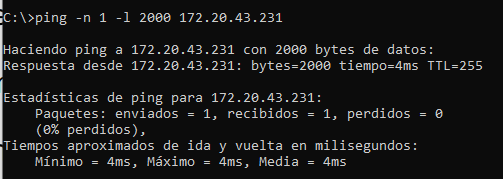 C:\>ping -n 1 -l 2000 172.20.43.231
Haciendo ping a 172.20.43.231 con 2000 bytes de datos:
Respuesta desde 172.20.43.231: bytes=2000 tiempo=4ms TTL=255
Estadísticas de ping para 172.20.43.231:
Paquetes: enviados = 1, recibidos = 1, perdidos = 0
(0% perdidos),
Tiempos aproximados de ida y vuelta en milisegundos:
Mínimo = 4ms, Máximo = 4ms, Media = 4ms